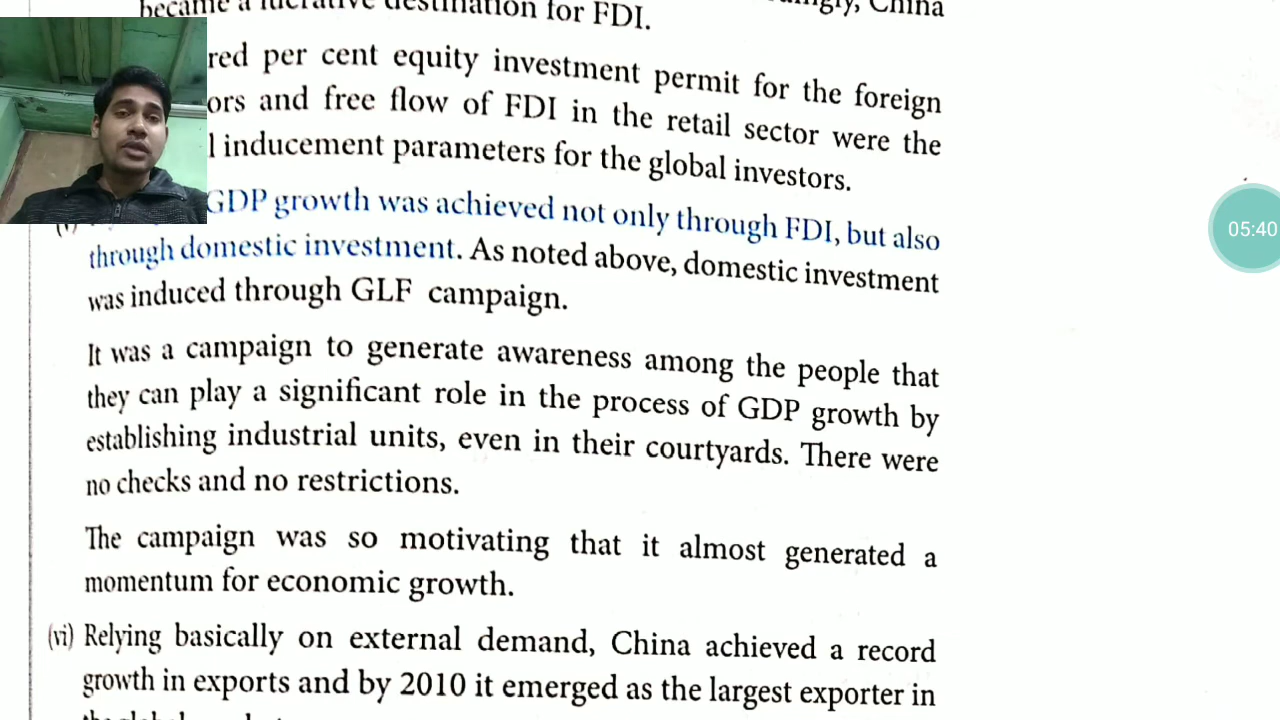 became a lucrative destination for FDI.
China
red per cent equity investment permit for the foreign
ors and free flow of FDI in the retail sector were the
l inducement parameters for the global investors.
GDP growth was achieved not only through FDI, but also
through domestic investment. As noted above, domestic investment
was induced through GLF campaign.
It was a campaign to generate awareness among the people that
they can play a significant role in the process of GDP growth by
establishing industrial units, even in their courtyards. There were
no checks and no restrictions.
The campaign was so motivating that it almost generated a
momentum for economic growth.
(vi) Relying basically on external demand, China achieved a record
growth in exports and by 2010 it emerged as the largest exporter in
05:40